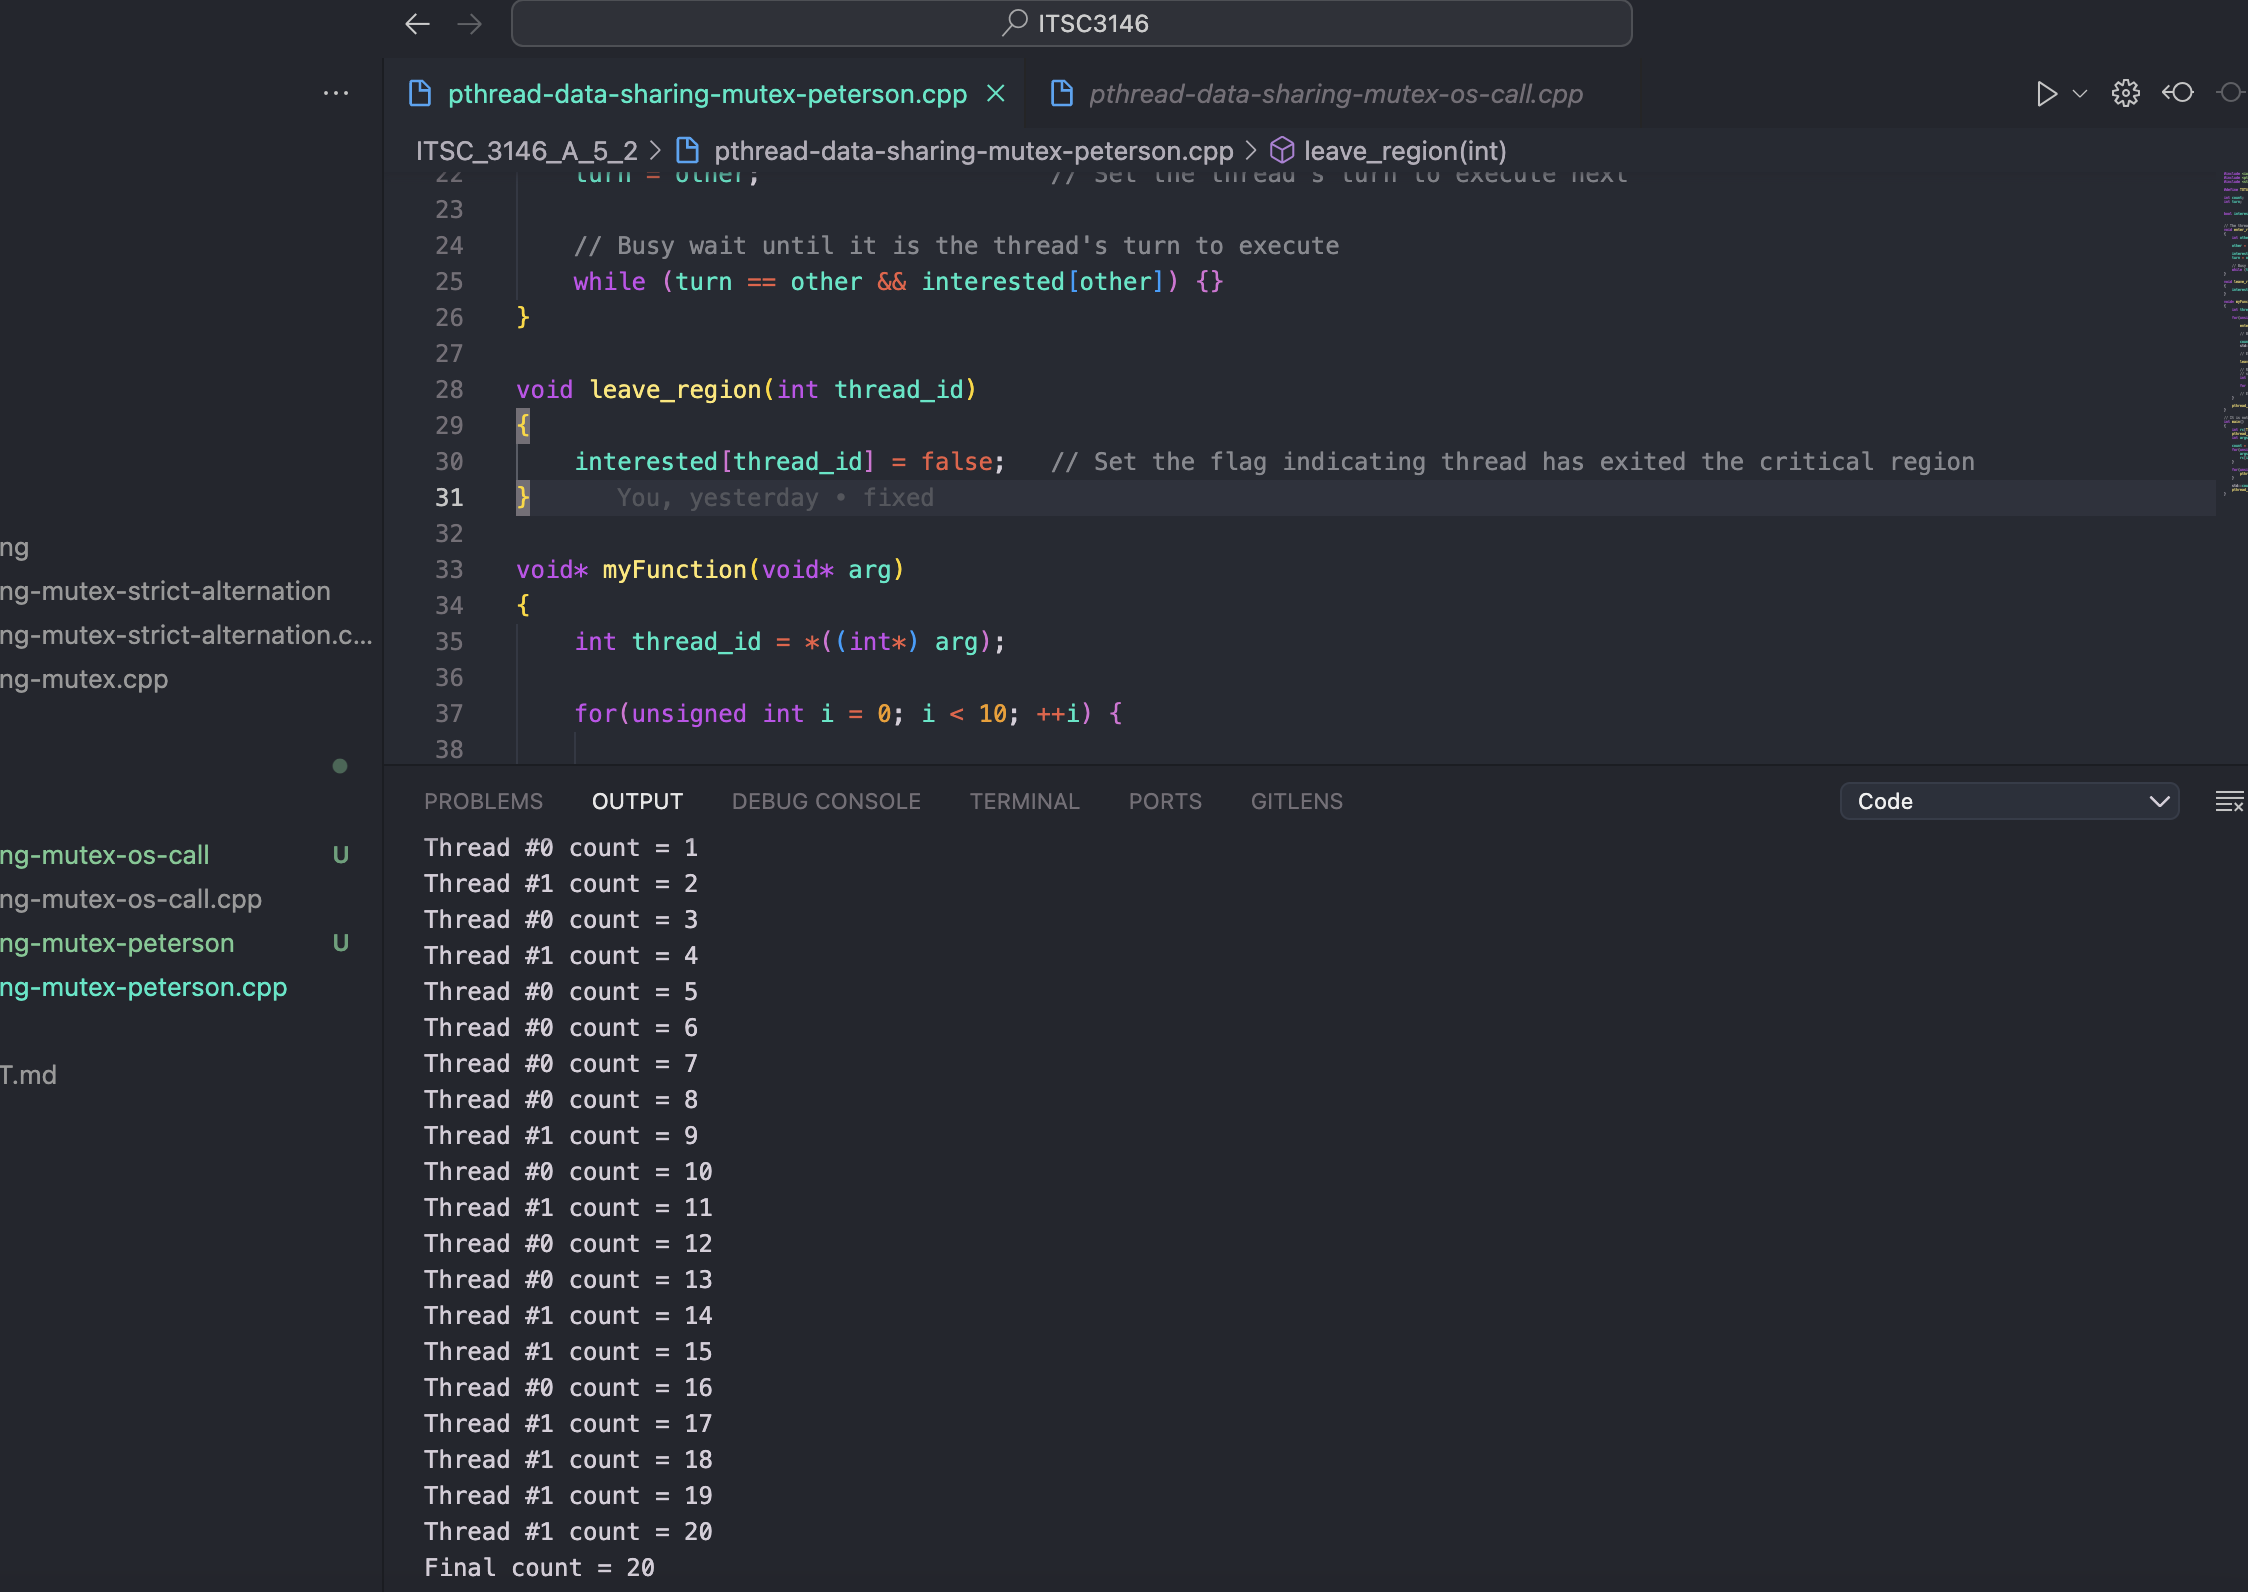 ITSC3146
pthread-data-sharing-mutex-peterson.cpp
pthread-data-sharing-mutex-os-call.cpp
ITSC_3146_A_5_2 > pthread-data-sharing-mutex-peterson.cpp > leave_region(int)
22 turn = other; // Set the thread's turn to execute next
23
24 // Busy wait until it is the thread's turn to execute
25 while (turn == other && interested[other]) {}
26 }
27
28 void leave_region(int thread_id)
29 {
30 interested[thread_id] = false; // Set the flag indicating thread has exited the critical region
31 } You, yesterday • fixed
32
33 void* myFunction(void* arg)
34 {
35 int thread_id = *((int*) arg);
36
37 for(unsigned int i = 0; i < 10; ++i) {
38
ng
ng-mutex-strict-alternation
ng-mutex-strict-alternation.c...
ng-mutex.cpp
ng-mutex-os-call U
ng-mutex-os-call.cpp
ng-mutex-peterson U
ng-mutex-peterson.cpp
T.md
PROBLEMS OUTPUT DEBUG CONSOLE TERMINAL PORTS GITLENS
Code
Thread #0 count = 1
Thread #1 count = 2
Thread #0 count = 3
Thread #1 count = 4
Thread #0 count = 5
Thread #0 count = 6
Thread #0 count = 7
Thread #0 count = 8
Thread #1 count = 9
Thread #0 count = 10
Thread #1 count = 11
Thread #0 count = 12
Thread #0 count = 13
Thread #1 count = 14
Thread #1 count = 15
Thread #0 count = 16
Thread #1 count = 17
Thread #1 count = 18
Thread #1 count = 19
Thread #1 count = 20
Final count = 20